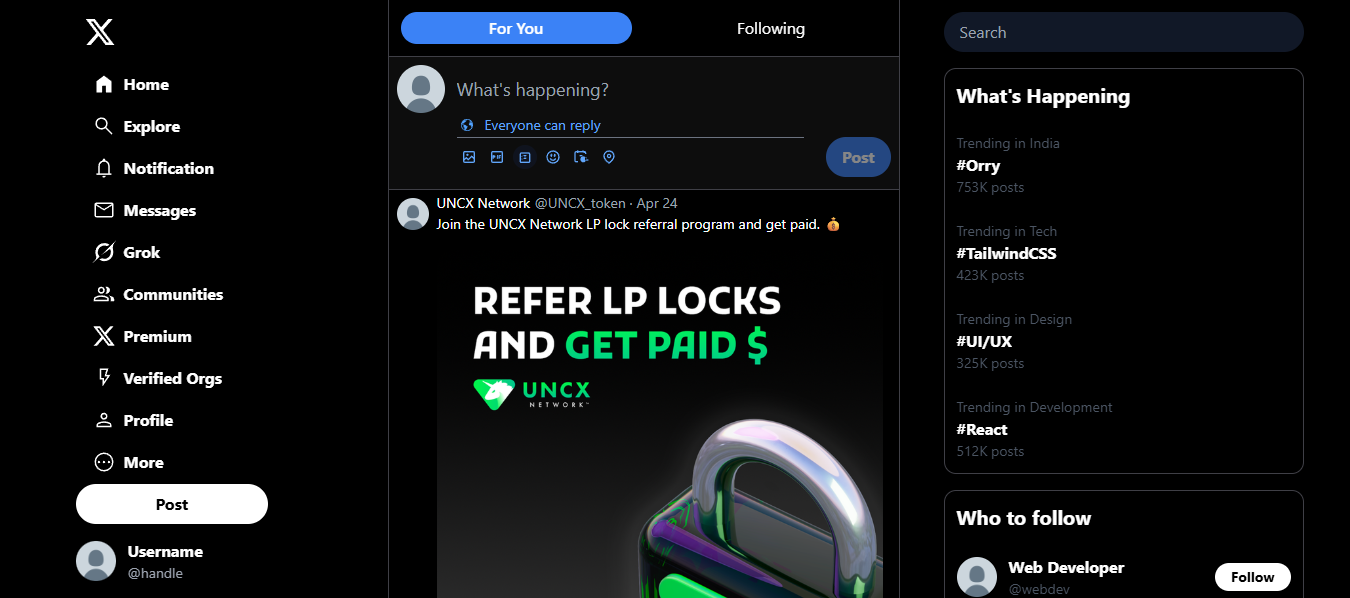 Home
Explore
Notification
Messages
Grok
Communities
Premium
Verified Orgs
Profile
More
Post
Username
@handle
For You
Following
What's happening?
Everyone can reply
Post
UNCX Network @UNCX_token · Apr 24
Join the UNCX Network LP lock referral program and get paid. 💰
REFER LP LOCKS
AND GET PAID $
UNCX
NETWORK™
Search
What's Happening
Trending in India
#Orry
753K posts
Trending in Tech
#TailwindCSS
423K posts
Trending in Design
#UI/UX
325K posts
Trending in Development
#React
512K posts
Who to follow
Web Developer
@webdev
Follow